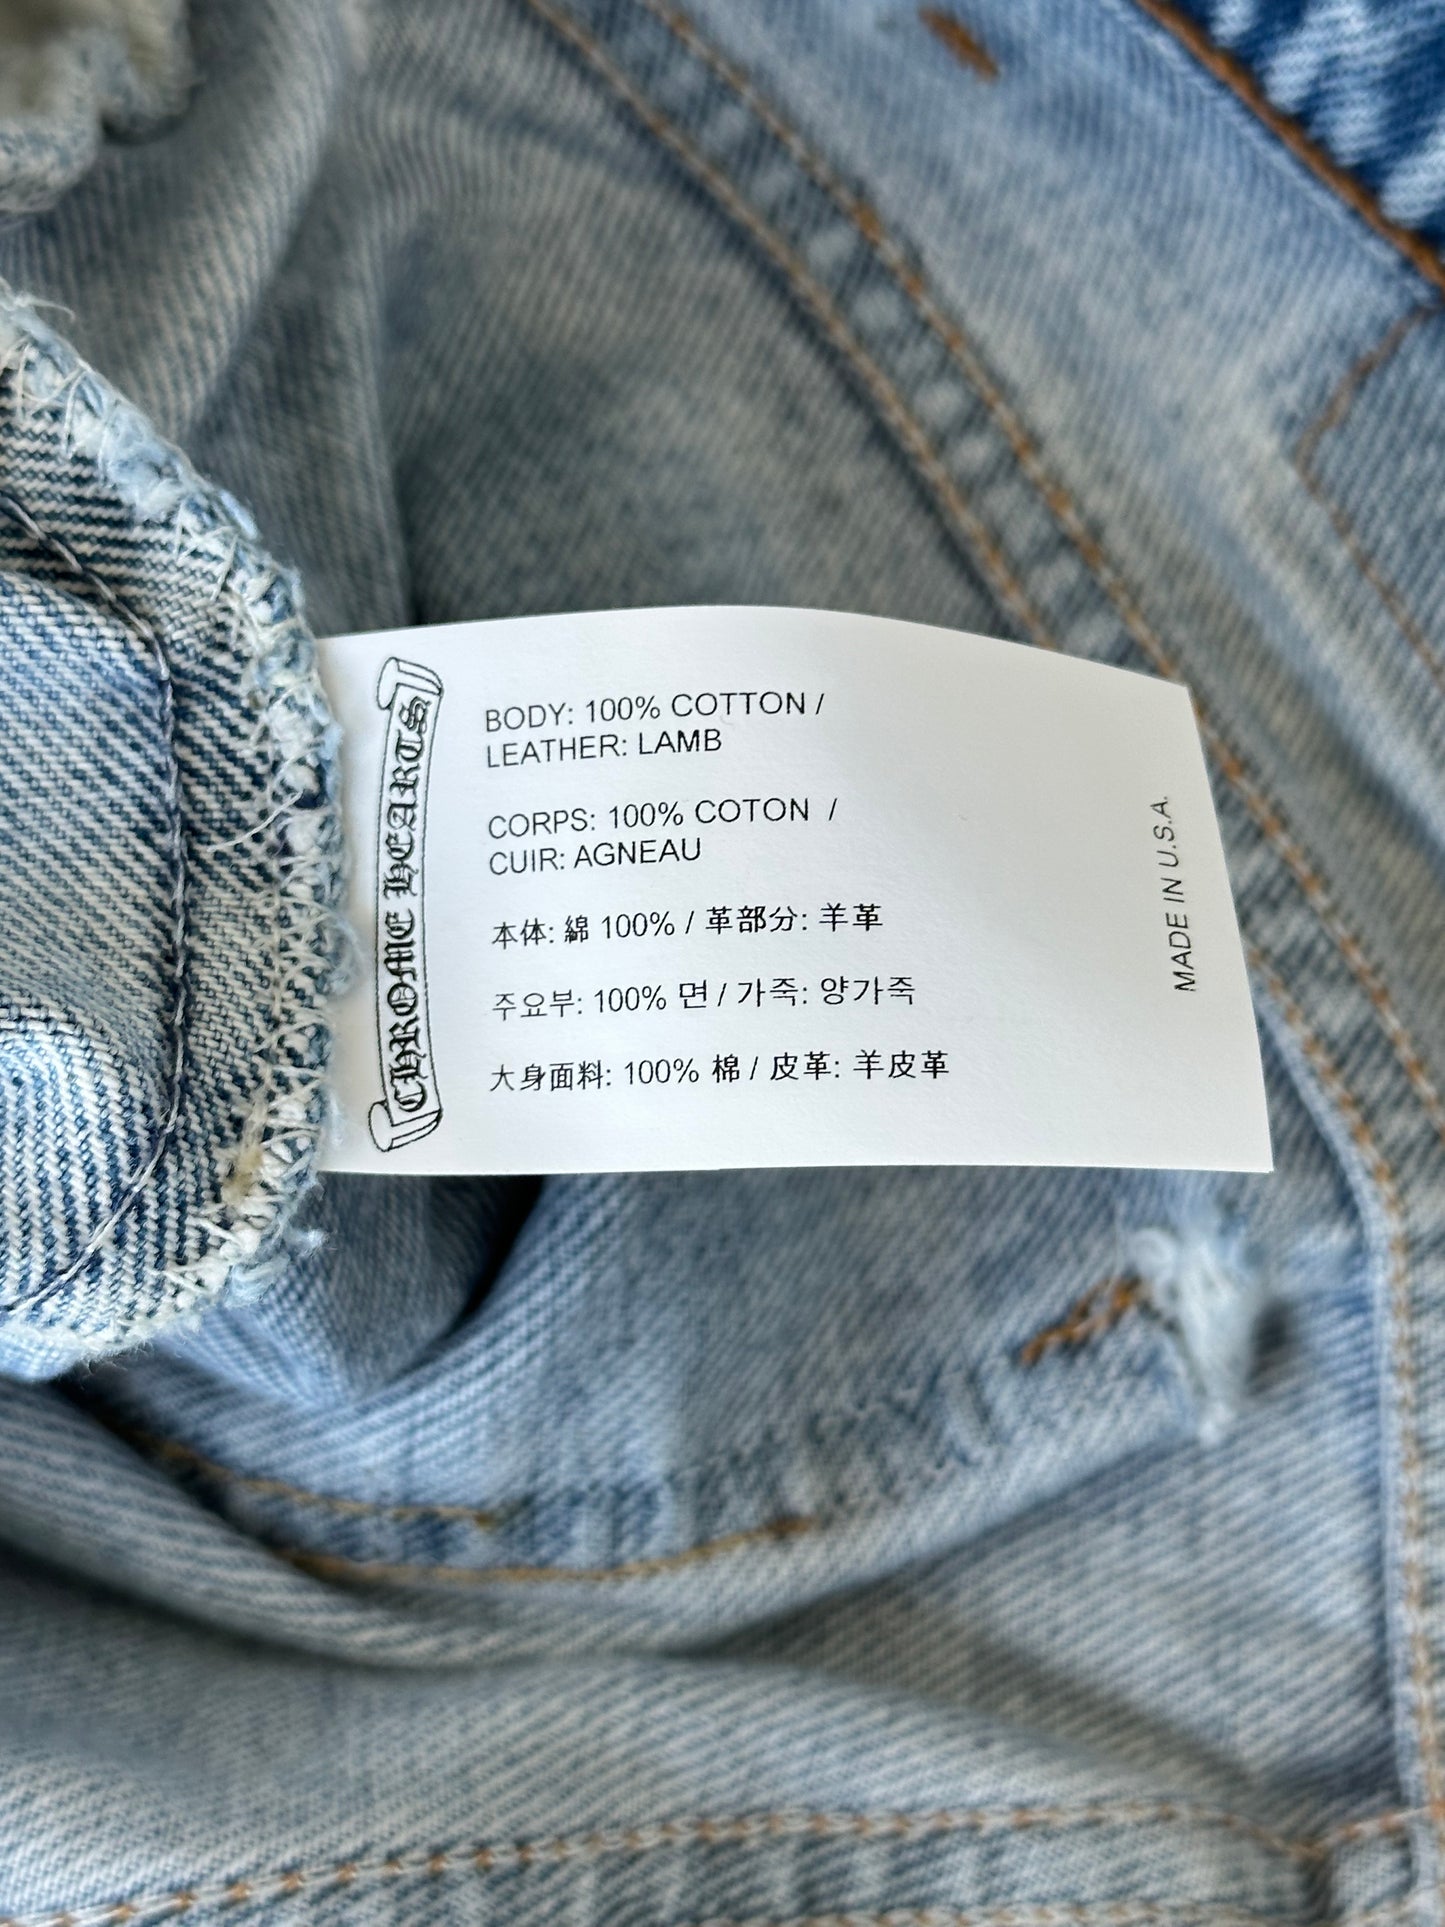 CHROME HEARTS
BODY: 100% COTTON /
LEATHER: LAMB
CORPS: 100% COTON /
CUIR: AGNEAU
本体: 綿 100% / 革部分: 羊革
주요부: 100% 면 / 가죽: 양가죽
大身面料: 100% 棉 / 皮革: 羊皮革
MADE IN U.S.A.